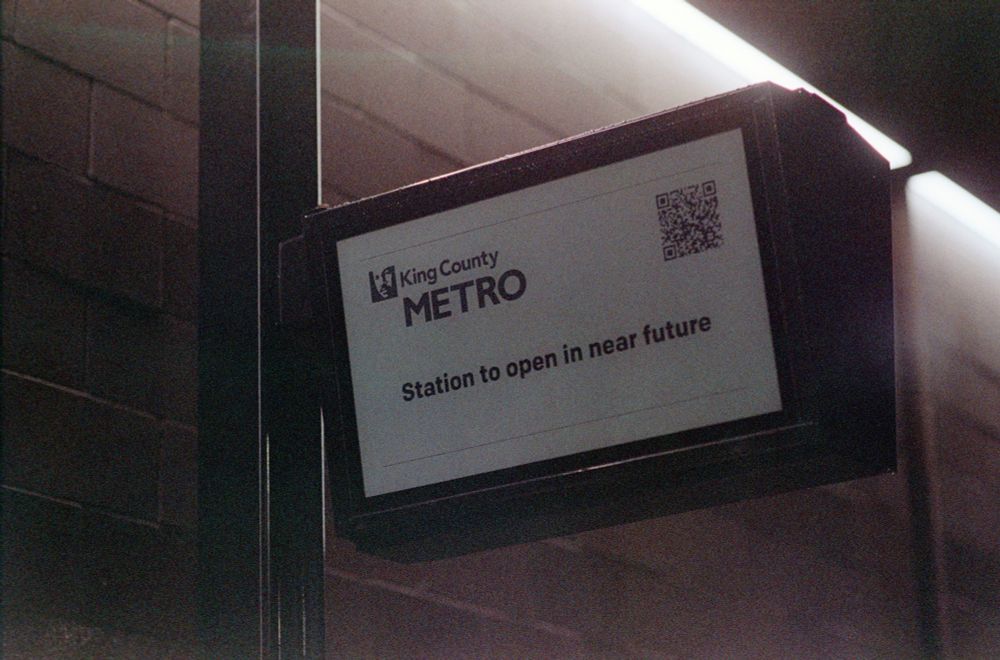 King County
METRO
Station to open in near future